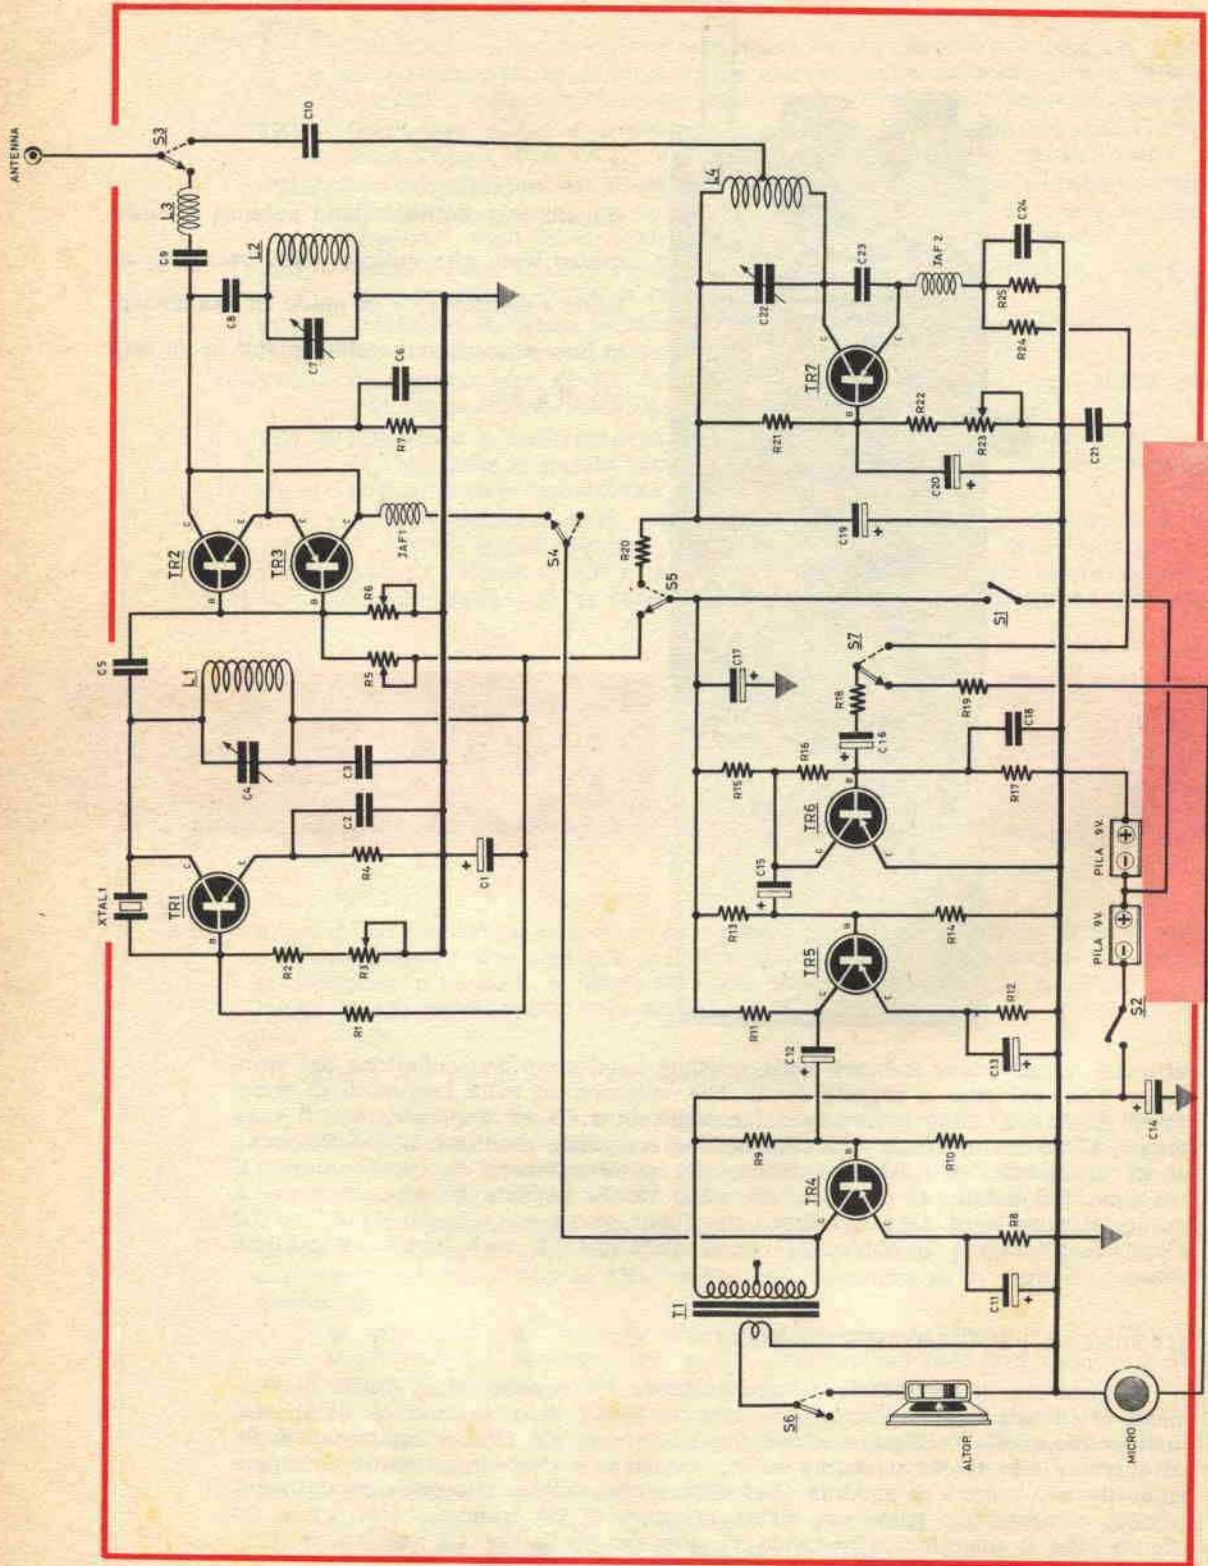 ANTENNA
S3
C10
L3
C9
L2
C8
C7
C6
R7
L4
C22
C23
JAF 2
C24
R25
R24
TR7
C
E
B
R21
R22
R23
C20
C21
C19
TR2
C
E
B
TR3
E
C
B
JAF1
S4
R6
R5
C5
R20
S5
S1
L1
C4
C3
C2
C17
S7
R18
C16
R19
C18
R15
R16
R17
TR6
C
B
E
XTAL1
TR1
C
E
B
R4
C1
R2
R3
R1
C15
R13
R14
TR5
B
C
E
R11
R12
C13
C12
PILA 9V.
PILA 9V.
S2
C14
R9
R10
TR4
B
C
E
R8
C11
T1
S6
ALTOP.
MICRO